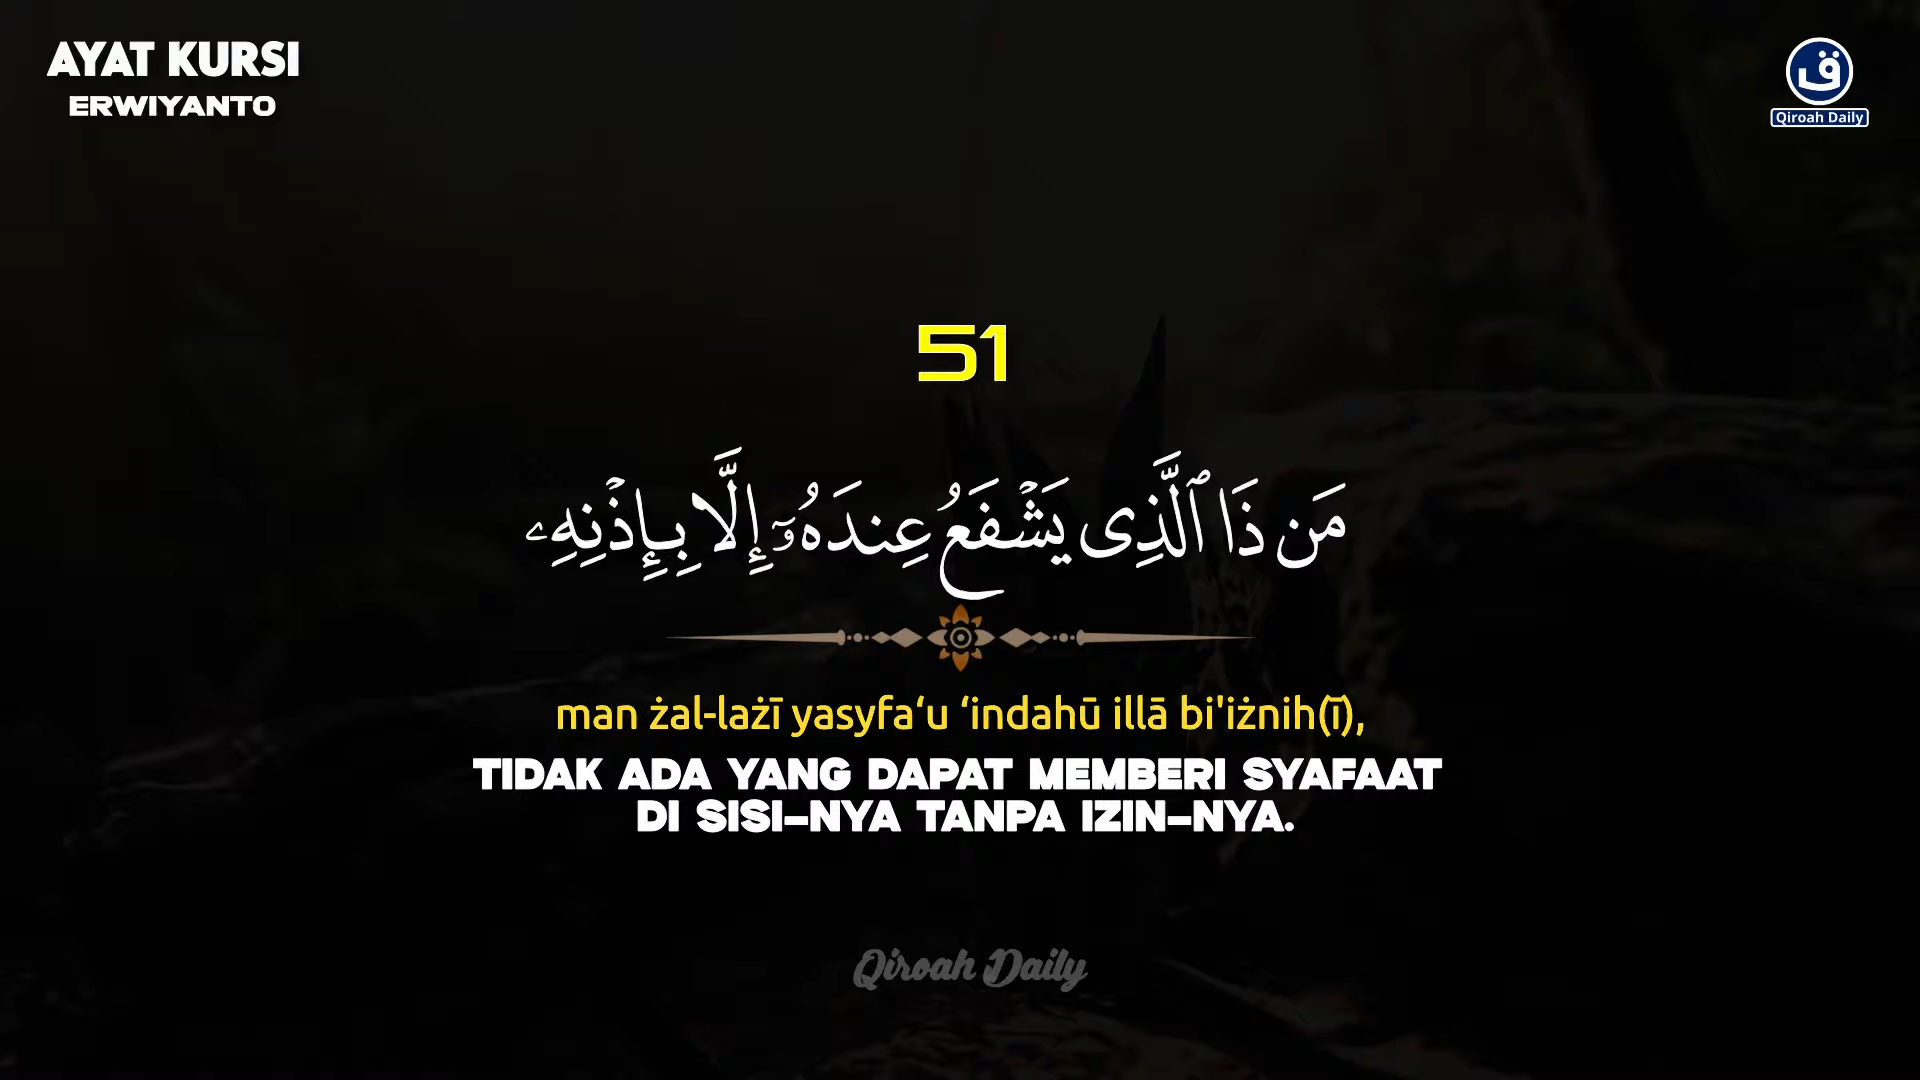 AYAT KURSI
ERWIYANTO
ق
Qiroah Daily
51
مَن ذَا ٱلَّذِى يَشْفَعُ عِندَهُۥٓ إِلَّا بِإِذْنِهِۦ
man żal-lażī yasyfa‘u ‘indahū illā bi'iżnih(ī),
TIDAK ADA YANG DAPAT MEMBERI SYAFAAT
DI SISI-NYA TANPA IZIN-NYA.
Qiroah Daily